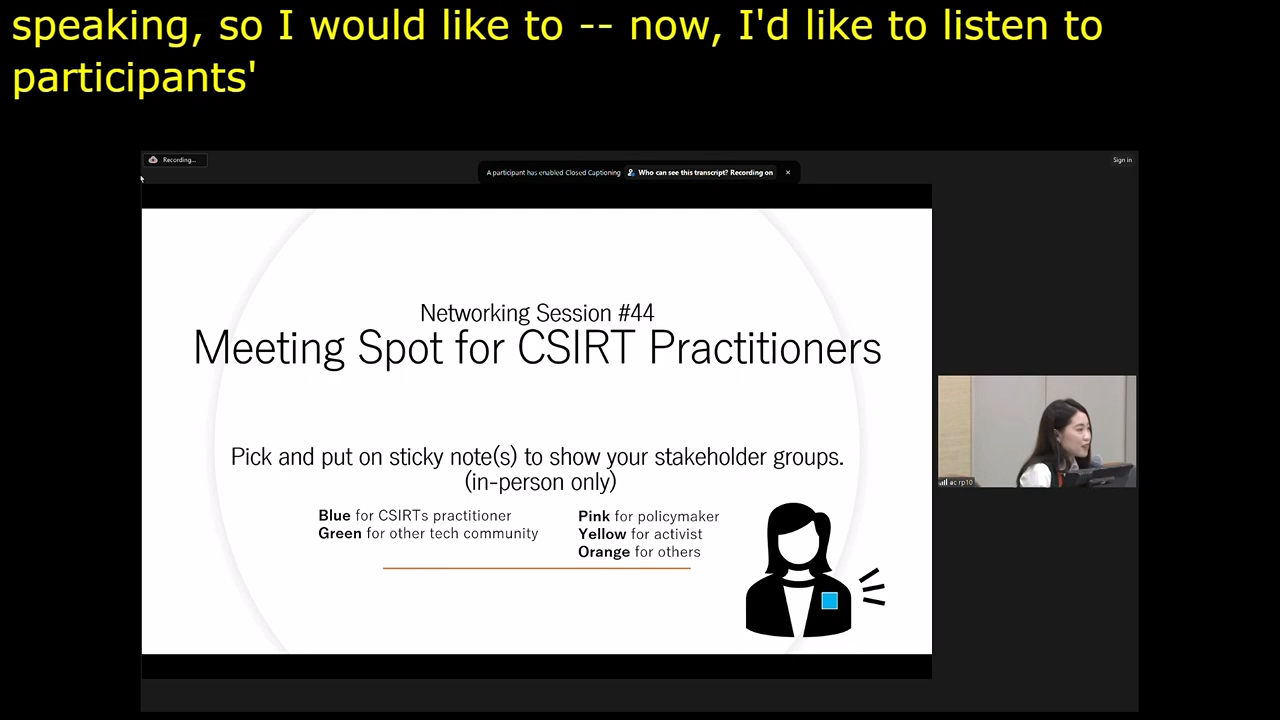 speaking, so I would like to -- now, I'd like to listen to
participants'
Recording...
A participant has enabled Closed Captioning Who can see this transcript? Recording on
Sign in
Networking Session #44
Meeting Spot for CSIRT Practitioners
Pick and put on sticky note(s) to show your stakeholder groups.
(in-person only)
Blue for CSIRTs practitioner
Green for other tech community
Pink for policymaker
Yellow for activist
Orange for others
ac rp10